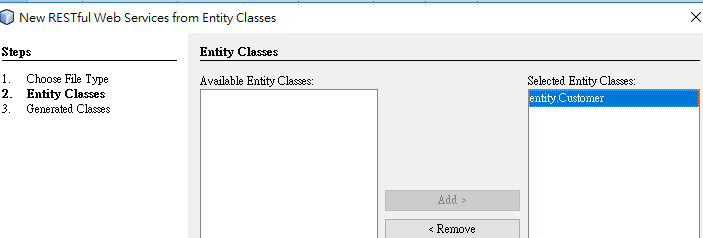 New RESTful Web Services from Entity Classes
Steps
1. Choose File Type
2. Entity Classes
3. Generated Classes
Entity Classes
Available Entity Classes:
Selected Entity Classes:
entity.Customer
Add >
< Remove